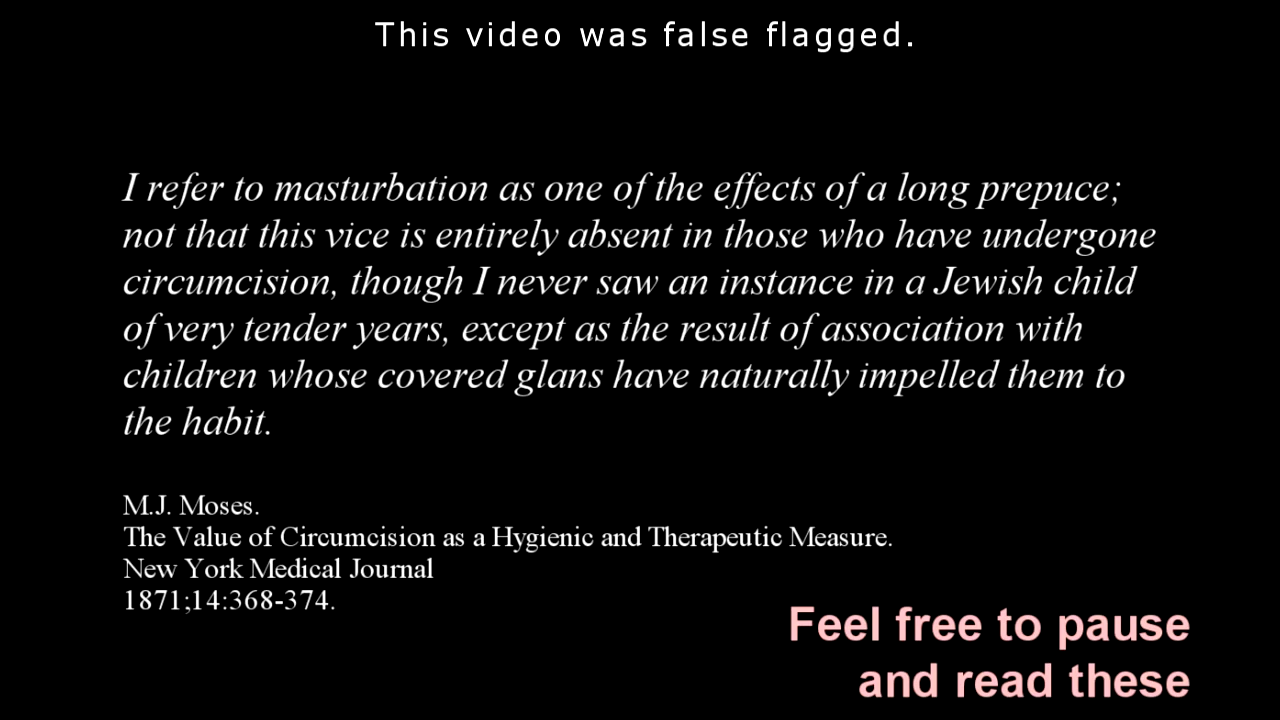 This video was false flagged.
I refer to masturbation as one of the effects of a long prepuce;
not that this vice is entirely absent in those who have undergone
circumcision, though I never saw an instance in a Jewish child
of very tender years, except as the result of association with
children whose covered glans have naturally impelled them to
the habit.
M.J. Moses.
The Value of Circumcision as a Hygienic and Therapeutic Measure.
New York Medical Journal
1871;14:368-374.
Feel free to pause
and read these